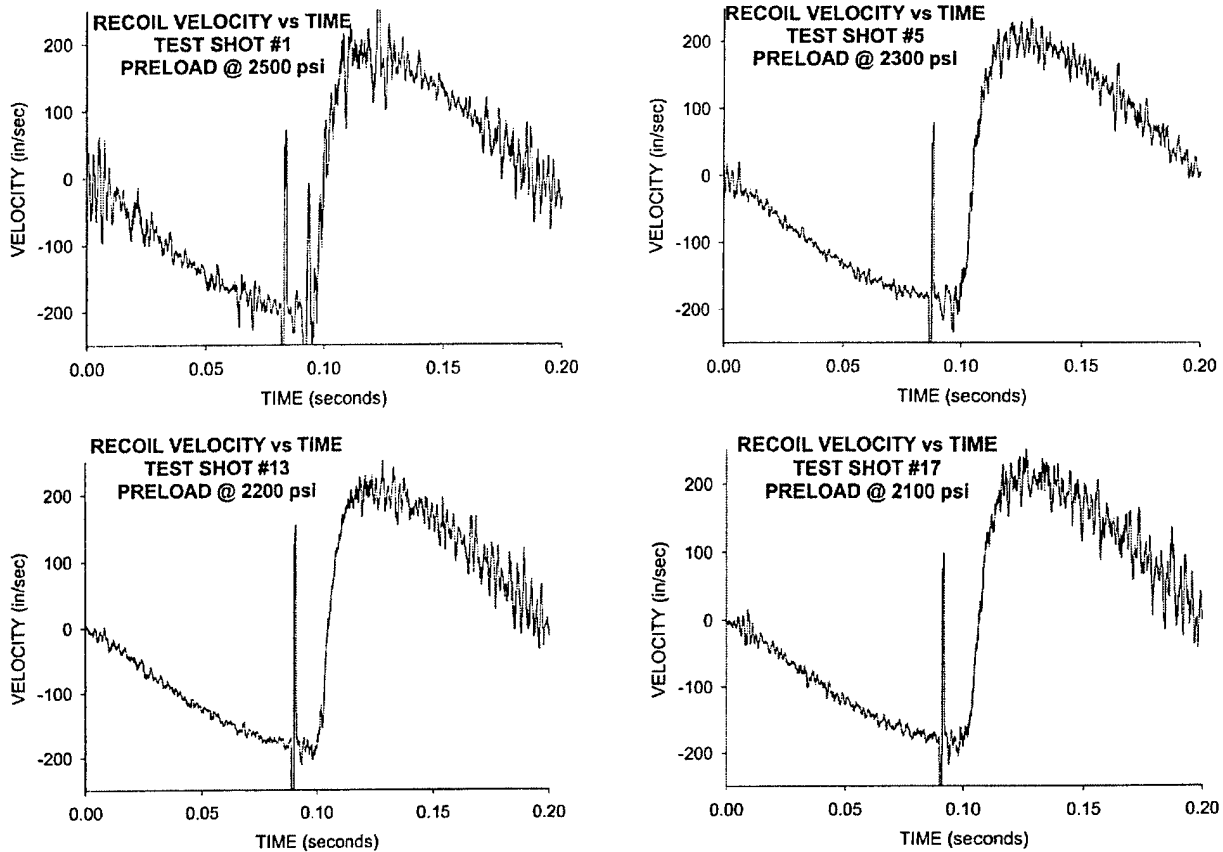 RECOIL VELOCITY vs TIME
TEST SHOT #1
PRELOAD @ 2500 psi
VELOCITY (in/sec)
200
100
0
-100
-200
0.00 0.05 0.10 0.15 0.20
TIME (seconds)
RECOIL VELOCITY vs TIME
TEST SHOT #5
PRELOAD @ 2300 psi
VELOCITY (in/sec)
200
100
0
-100
-200
0.00 0.05 0.10 0.15 0.20
TIME (seconds)
RECOIL VELOCITY vs TIME
TEST SHOT #13
PRELOAD @ 2200 psi
VELOCITY (in/sec)
200
100
0
-100
-200
0.00 0.05 0.10 0.15 0.20
TIME (seconds)
RECOIL VELOCITY vs TIME
TEST SHOT #17
PRELOAD @ 2100 psi
VELOCITY (in/sec)
200
100
0
-100
-200
0.00 0.05 0.10 0.15 0.20
TIME (seconds)